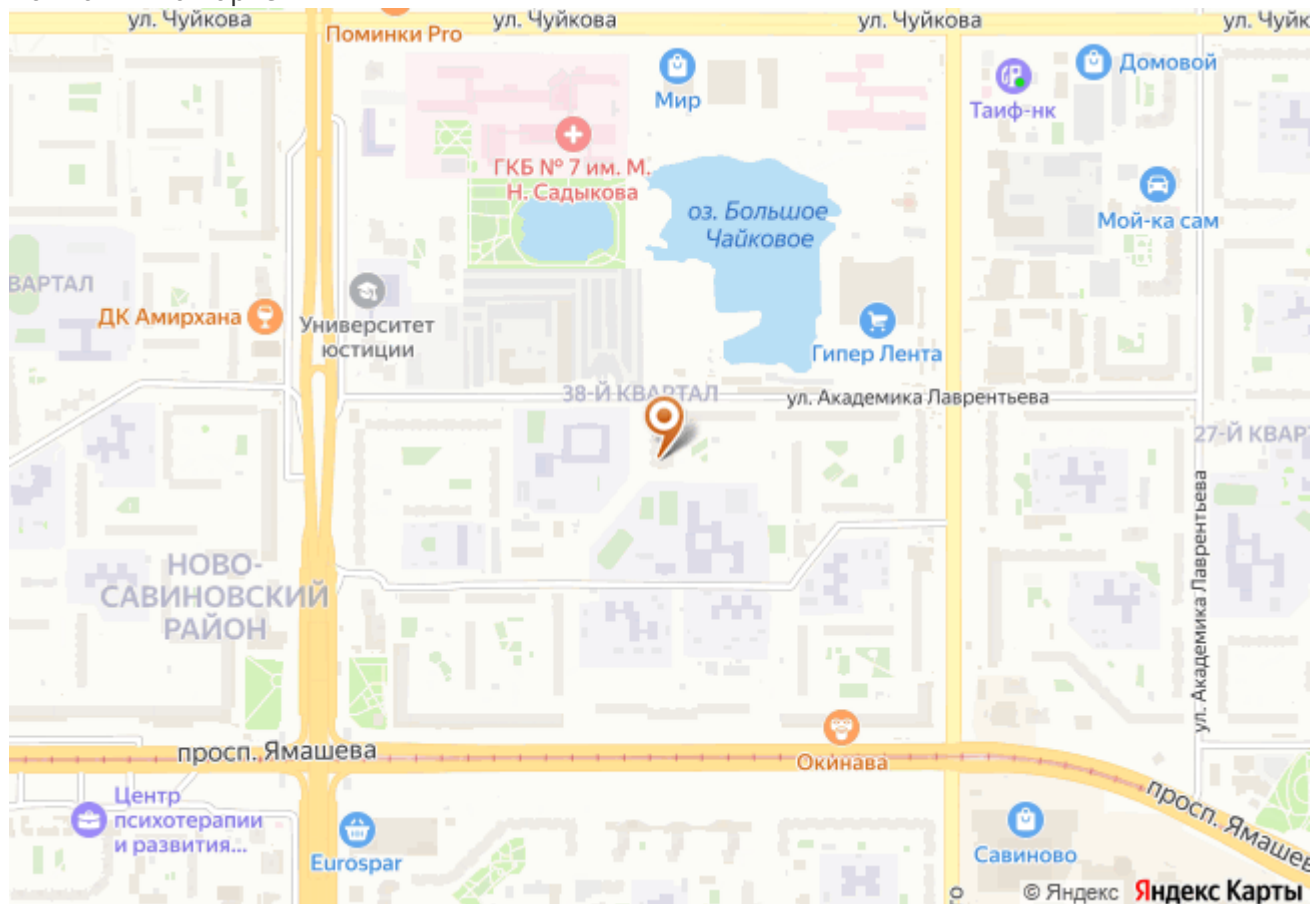 ул. Чуйкова
Поминки Pro
ул. Чуйкова
ул. Чуйкова
ул. Чуйк
Мир
Домовой
Таиф-нк
ГКБ № 7 им. М.
Н. Садыкова
оз. Большое
Чайковое
Мой-ка сам
ВАРТАЛ
ДК Амирхана
Университет
юстиции
Гипер Лента
38-Й КВАРТАЛ
ул. Академика Лаврентьева
27-Й КВАРТ
ул. Академика Лаврентьева
НОВО-
САВИНОВСКИЙ
РАЙОН
просп. Ямашева
Окинава
просп. Ямашев
Центр
психотерапии
и развития...
Eurospar
Савиново
© Яндекс Яндекс Карты